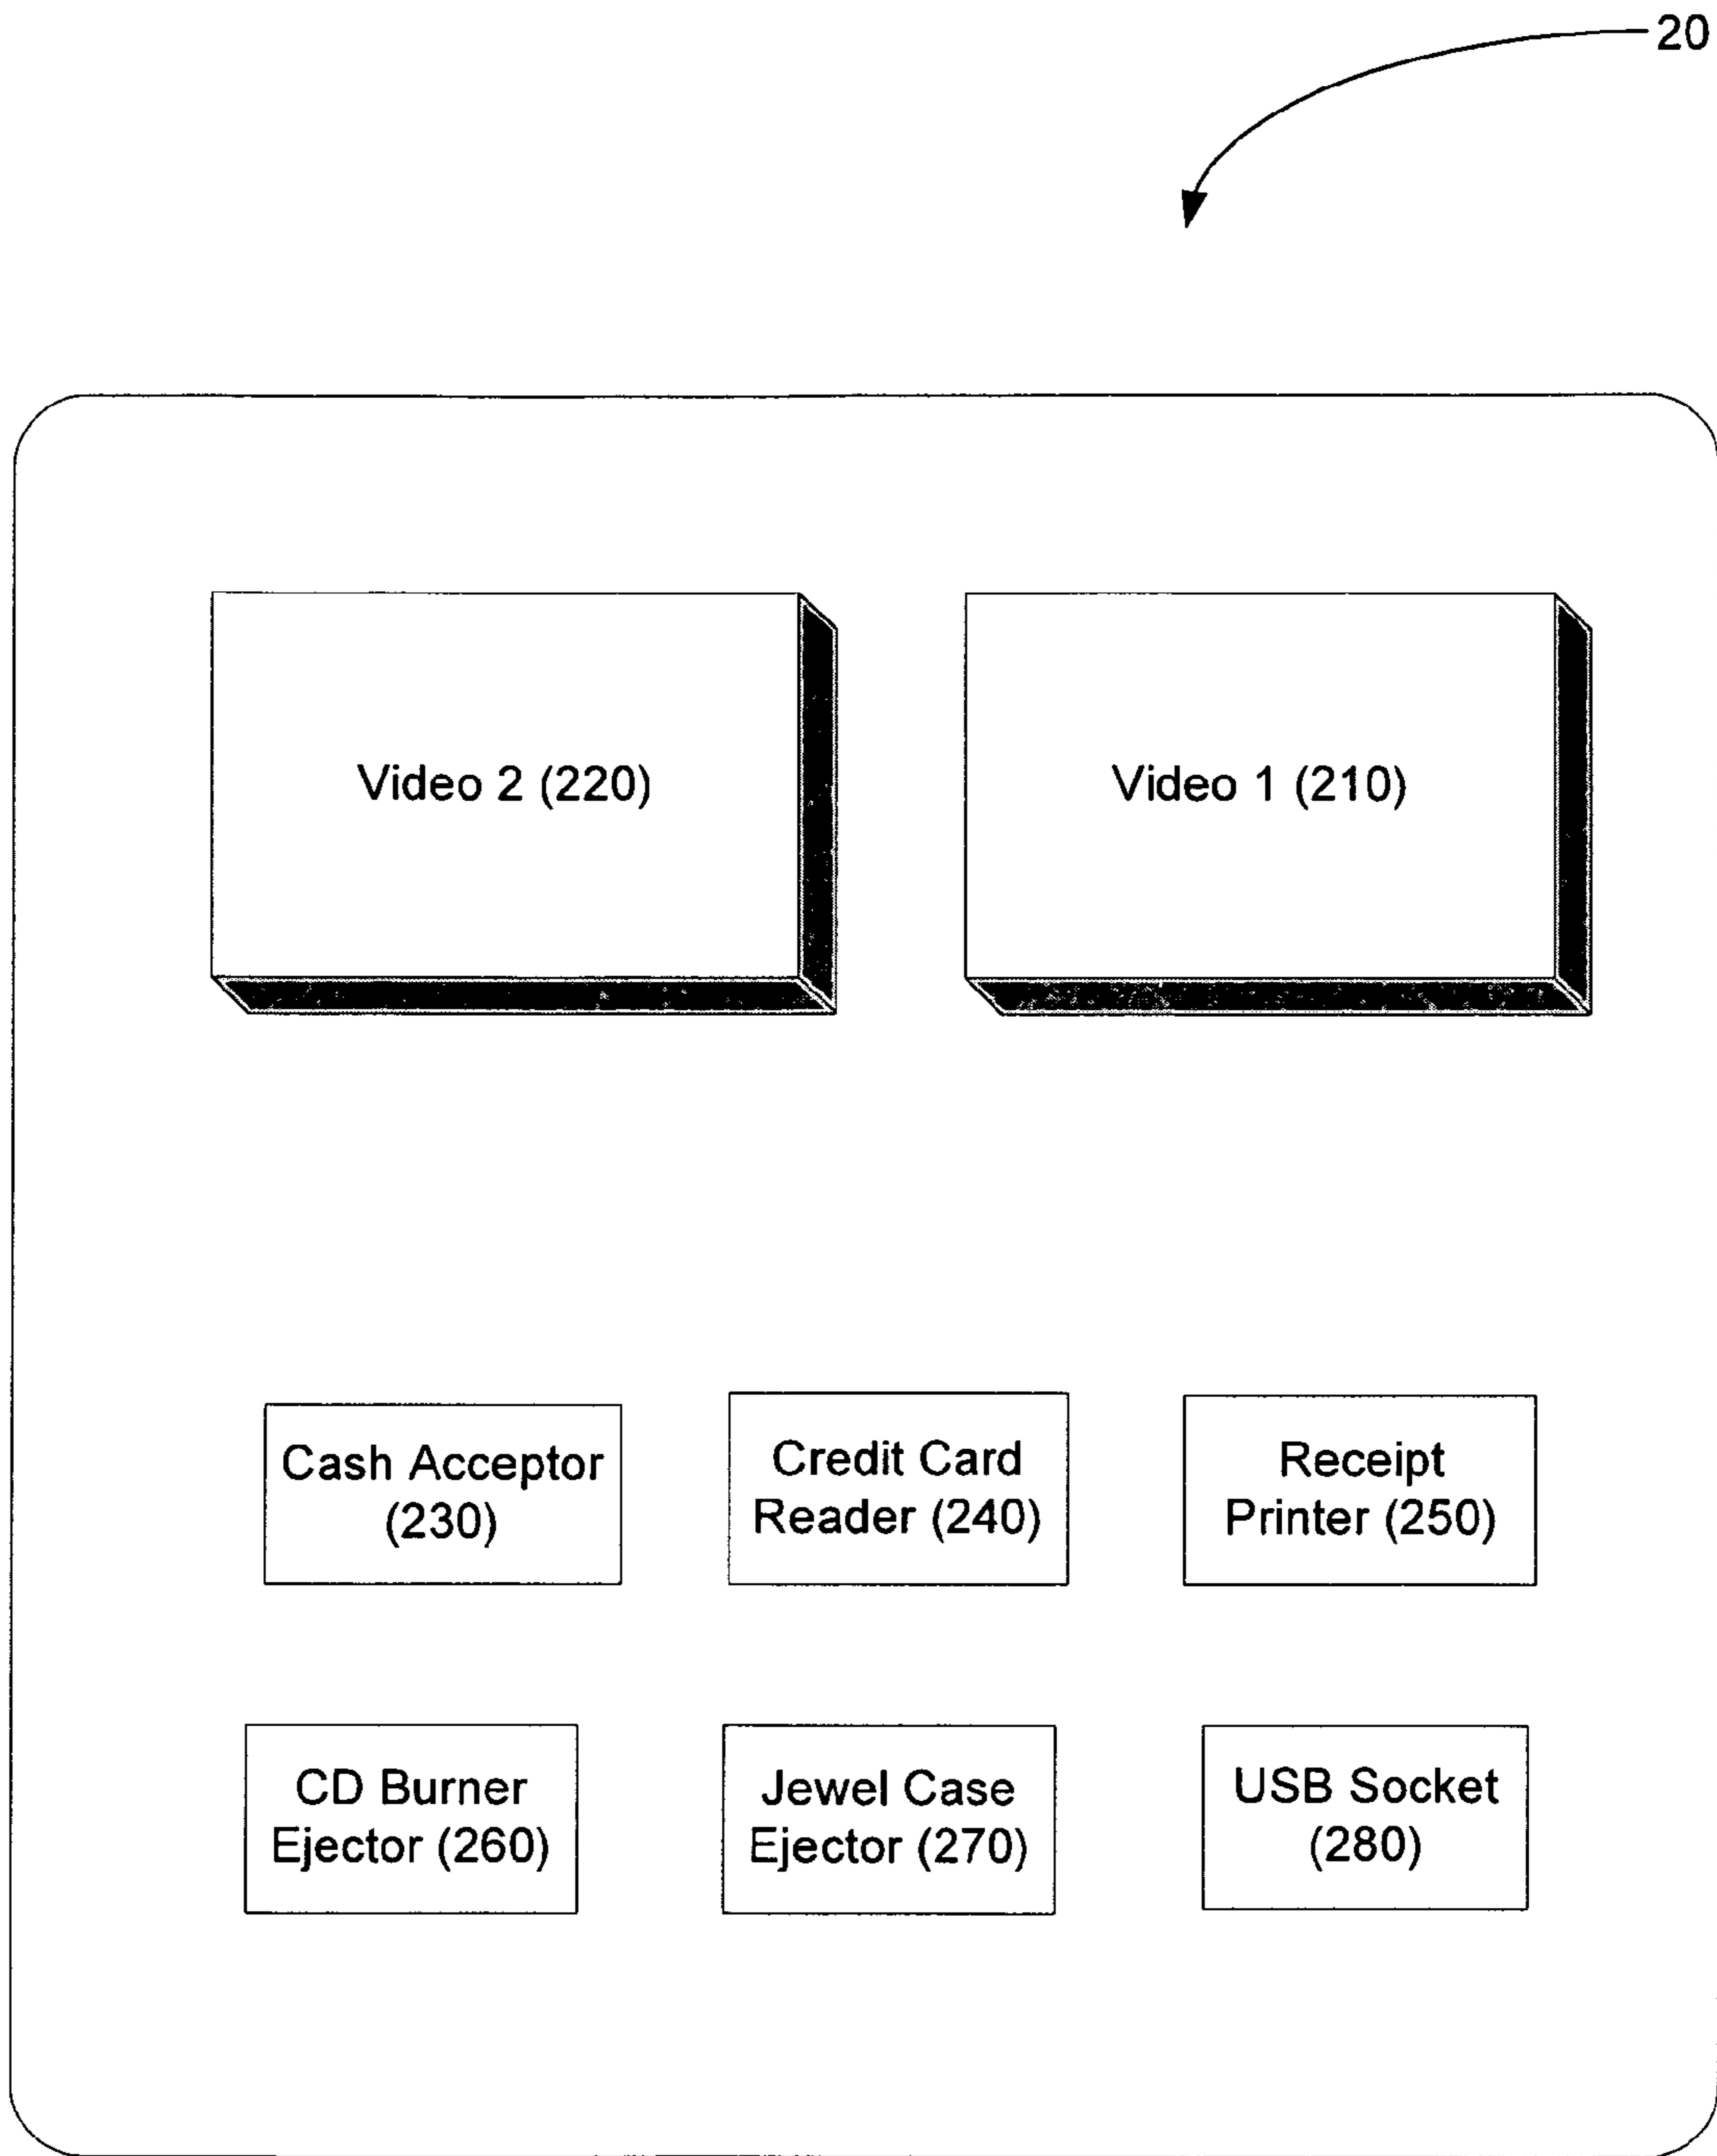 20
Video 2 (220)
Video 1 (210)
Cash Acceptor
(230)
Credit Card
Reader (240)
Receipt
Printer (250)
CD Burner
Ejector (260)
Jewel Case
Ejector (270)
USB Socket
(280)